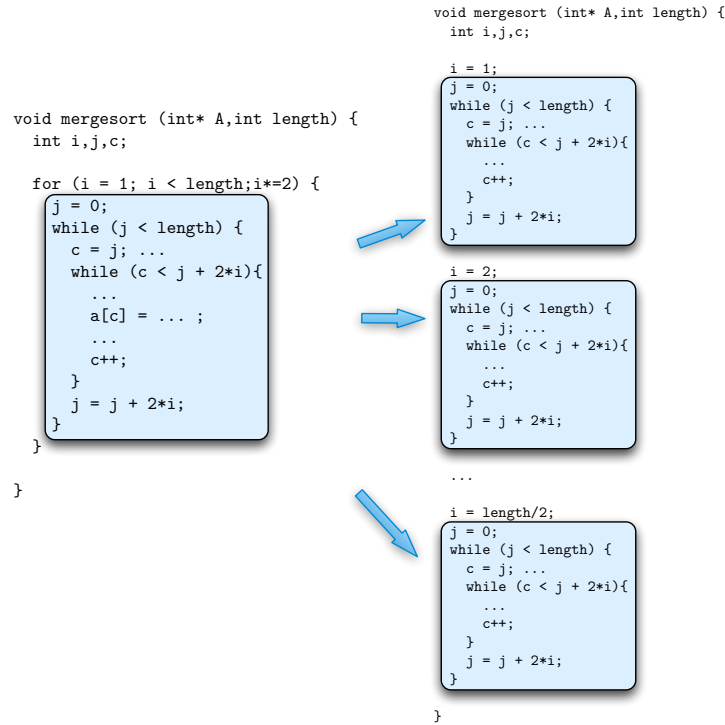 void mergesort (int* A,int length) {
int i,j,c;
for (i = 1; i < length;i*=2) {
j = 0;
while (j < length) {
c = j; ...
while (c < j + 2*i){
...
a[c] = ... ;
...
c++;
}
j = j + 2*i;
}
}
}
void mergesort (int* A,int length) {
int i,j,c;
i = 1;
j = 0;
while (j < length) {
c = j; ...
while (c < j + 2*i){
...
c++;
}
j = j + 2*i;
}
i = 2;
j = 0;
while (j < length) {
c = j; ...
while (c < j + 2*i){
...
c++;
}
j = j + 2*i;
}
...
i = length/2;
j = 0;
while (j < length) {
c = j; ...
while (c < j + 2*i){
...
c++;
}
j = j + 2*i;
}
}